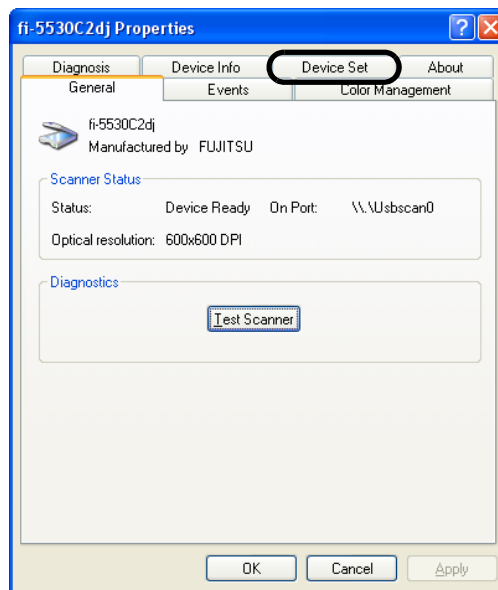 fi-5530C2dj Properties
Diagnosis Device Info Device Set About
General Events Color Management
fi-5530C2dj
Manufactured by FUJITSU
Scanner Status
Status: Device Ready On Port: \\.\Usbscan0
Optical resolution: 600x600 DPI
Diagnostics
Test Scanner
OK Cancel Apply